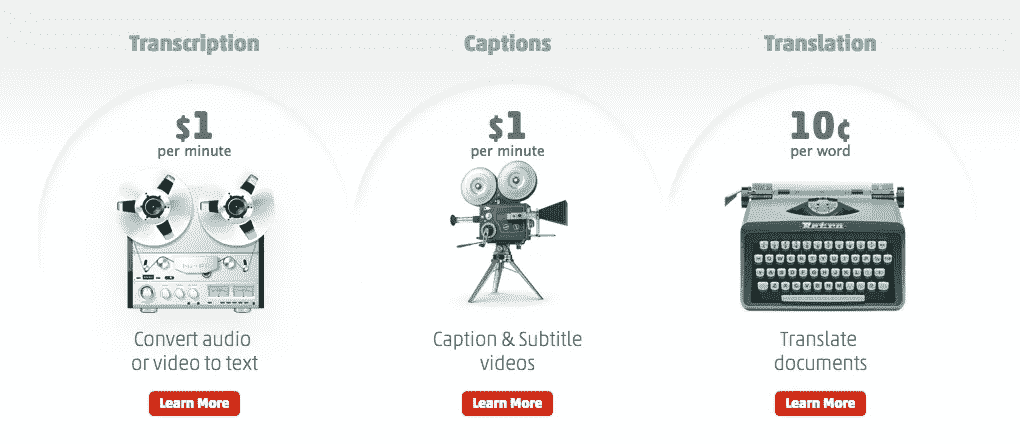 Transcription
$1
per minute
Convert audio
or video to text
Learn More
Captions
$1
per minute
Caption & Subtitle
videos
Learn More
Translation
10¢
per word
Retro
Translate
documents
Learn More